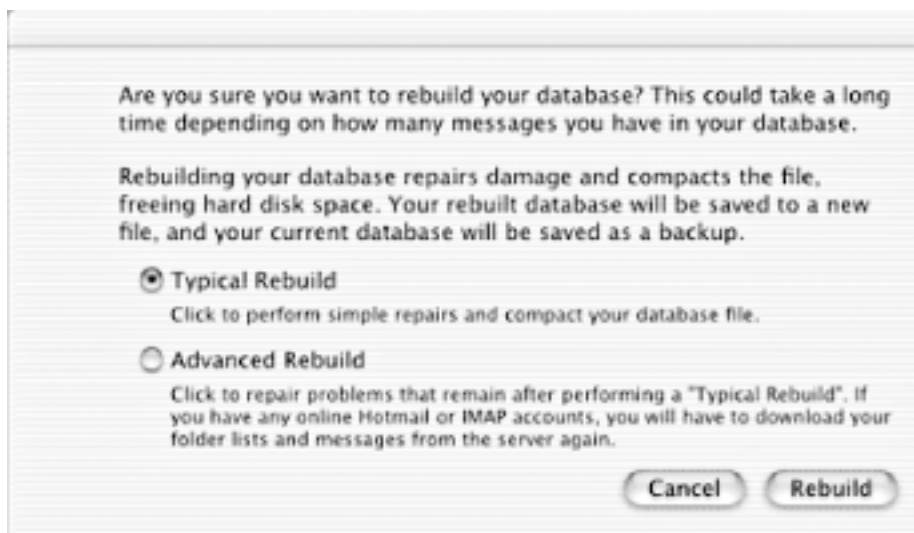 Are you sure you want to rebuild your database? This could take a long
time depending on how many messages you have in your database.
Rebuilding your database repairs damage and compacts the file,
freeing hard disk space. Your rebuilt database will be saved to a new
file, and your current database will be saved as a backup.
Typical Rebuild
Click to perform simple repairs and compact your database file.
Advanced Rebuild
Click to repair problems that remain after performing a "Typical Rebuild". If
you have any online Hotmail or IMAP accounts, you will have to download your
folder lists and messages from the server again.
Cancel Rebuild